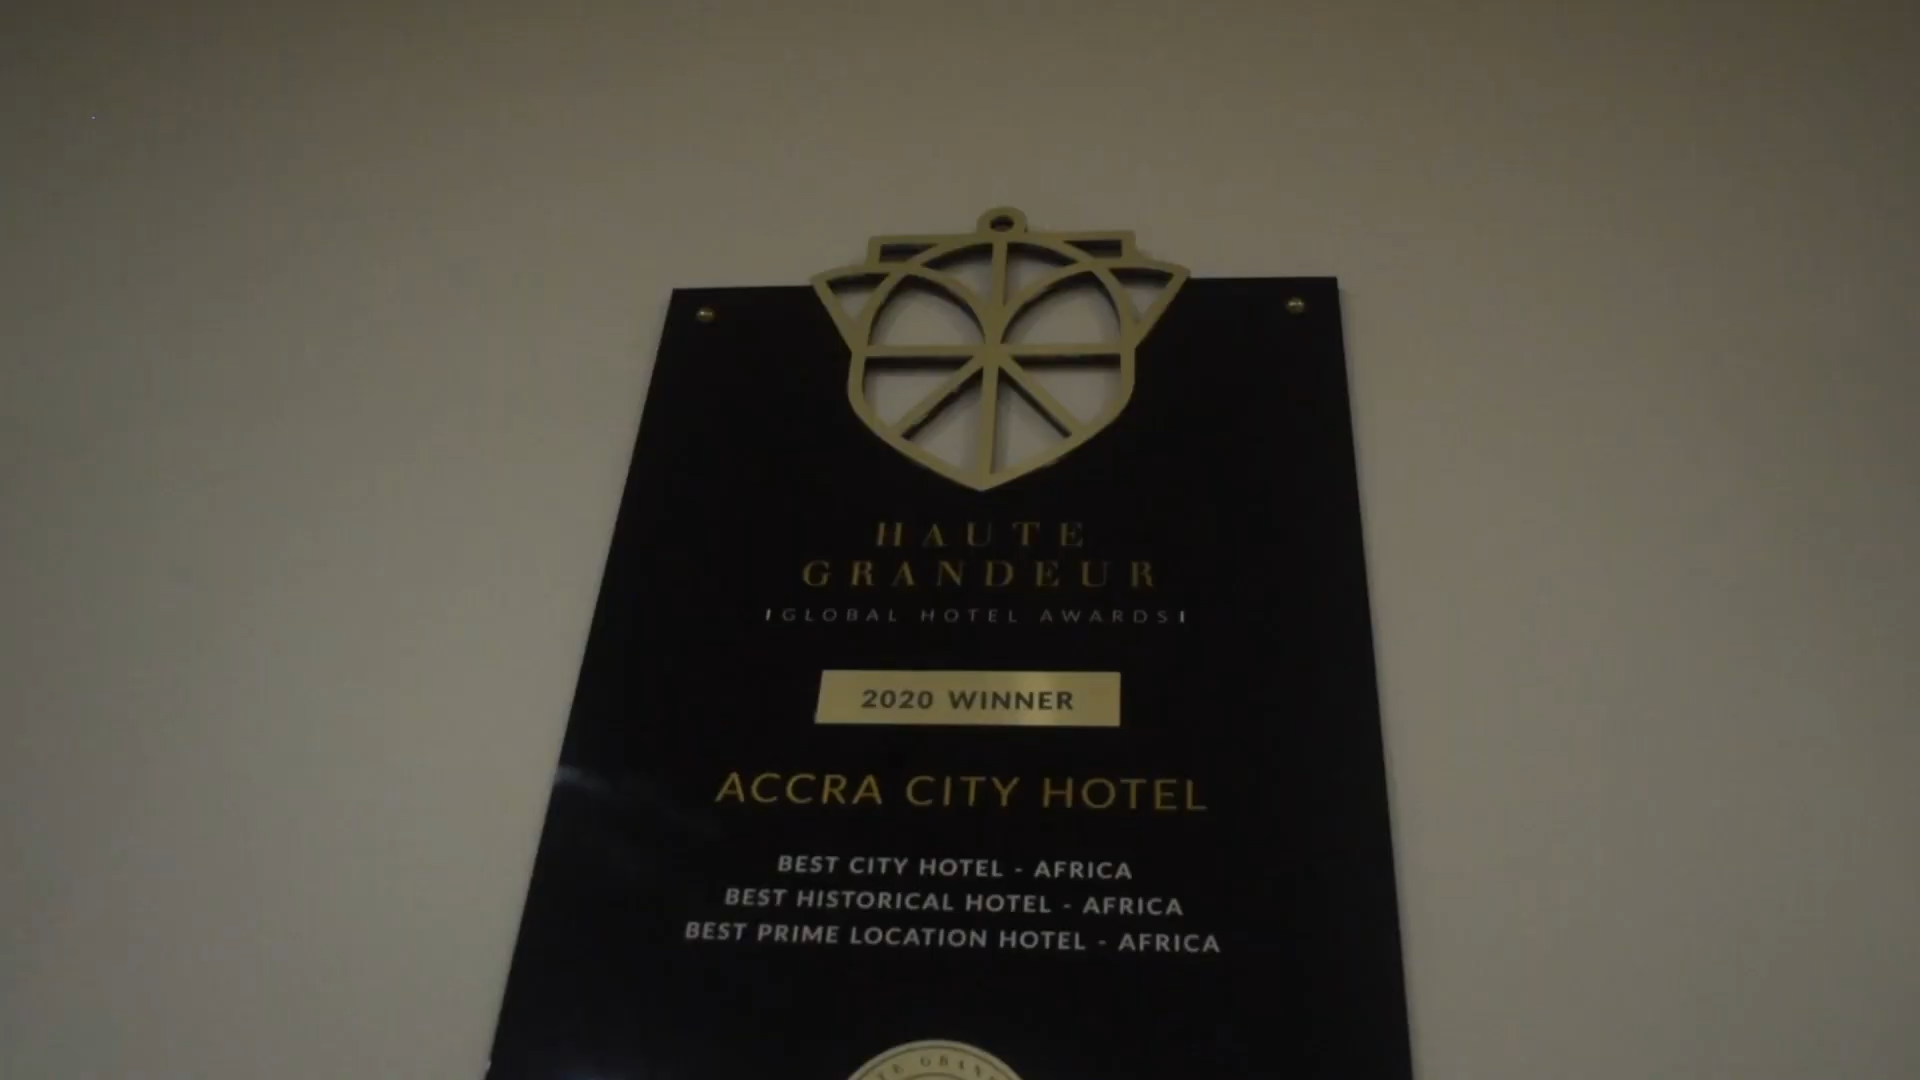 HAUTE
GRANDEUR
GLOBAL HOTEL AWARDS
2020 WINNER
ACCRA CITY HOTEL
BEST CITY HOTEL - AFRICA
BEST HISTORICAL HOTEL - AFRICA
BEST PRIME LOCATION HOTEL - AFRICA